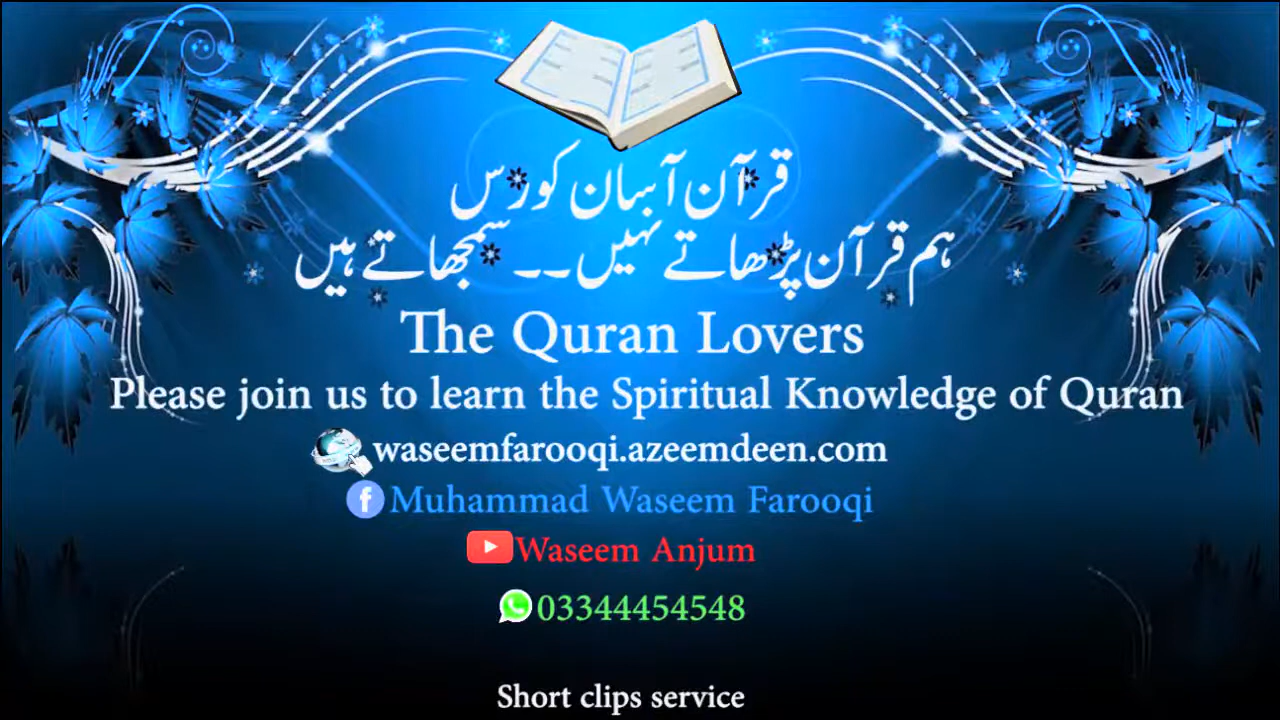 قرآن آسان کورس
ہم قرآن پڑھاتے نہیں ۔۔ سمجھاتے ہیں
The Quran Lovers
Please join us to learn the Spiritual Knowledge of Quran
waseemfarooqi.azeemdeen.com
Muhammad Waseem Farooqi
Waseem Anjum
03344454548
Short clips service